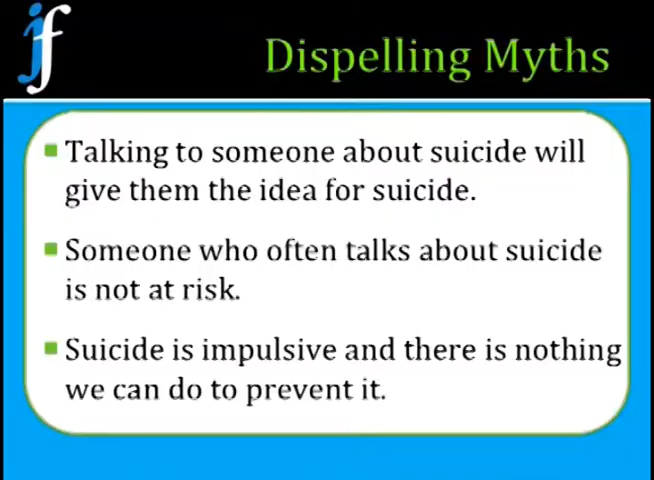 jf
Dispelling Myths
Talking to someone about suicide will
give them the idea for suicide.
Someone who often talks about suicide
is not at risk.
Suicide is impulsive and there is nothing
we can do to prevent it.